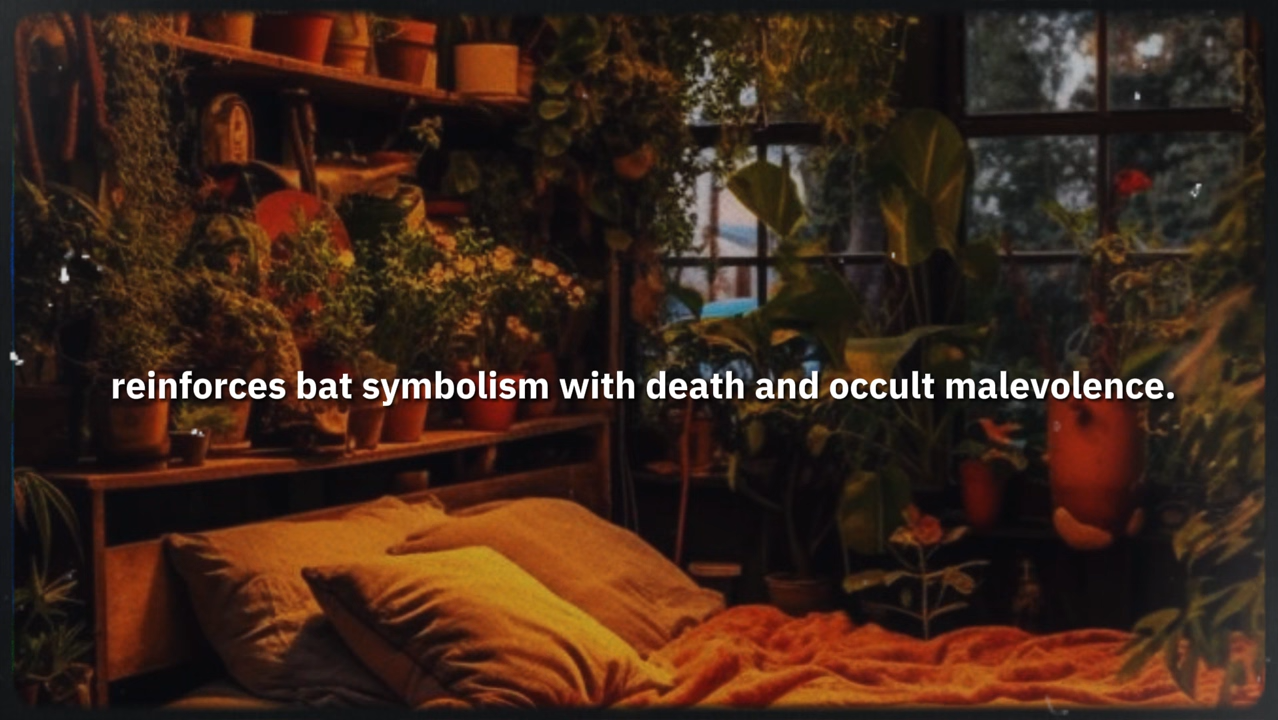 reinforces bat symbolism with death and occult malevolence.